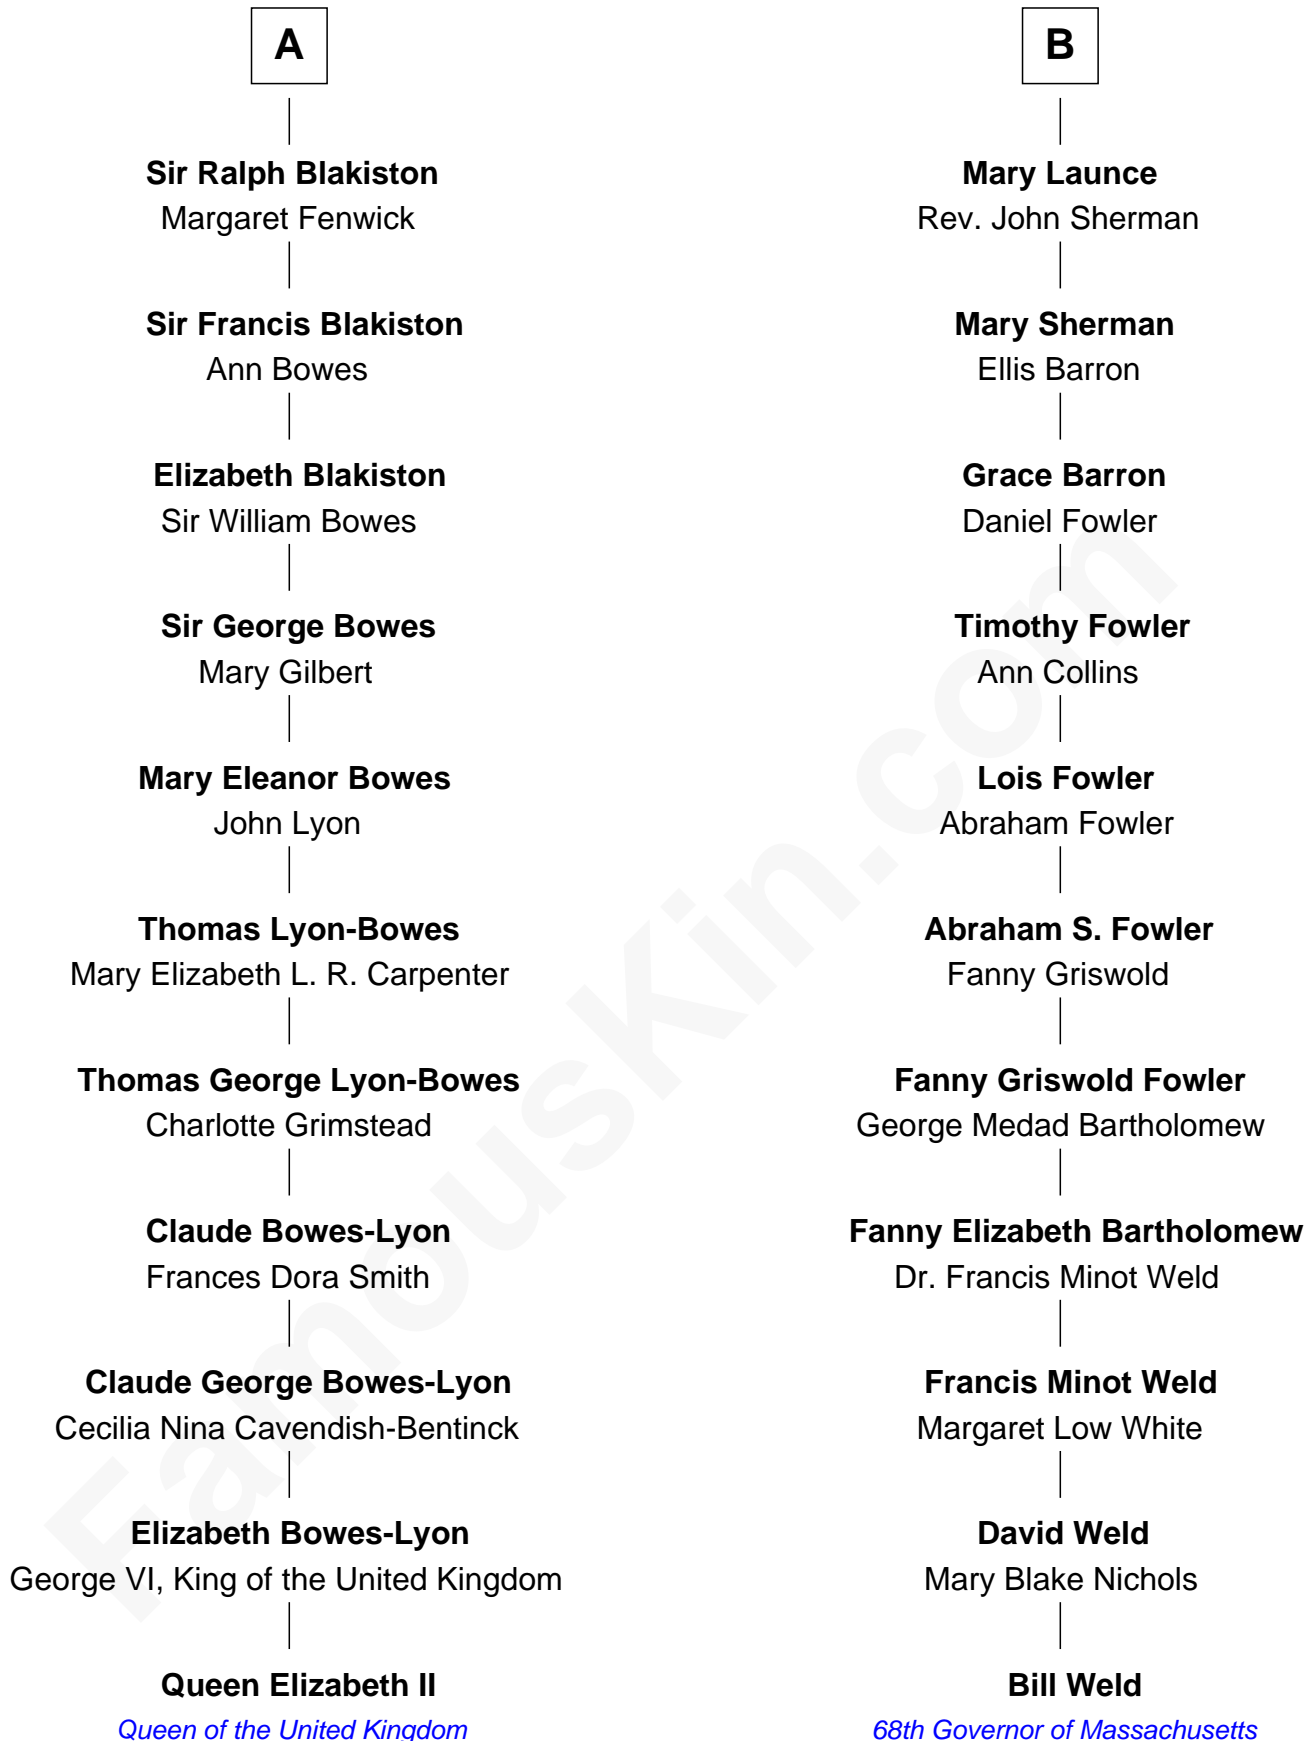 A
Sir Ralph Blakiston
Margaret Fenwick
Sir Francis Blakiston
Ann Bowes
Elizabeth Blakiston
Sir William Bowes
Sir George Bowes
Mary Gilbert
Mary Eleanor Bowes
John Lyon
Thomas Lyon-Bowes
Mary Elizabeth L. R. Carpenter
Thomas George Lyon-Bowes
Charlotte Grimstead
Claude Bowes-Lyon
Frances Dora Smith
Claude George Bowes-Lyon
Cecilia Nina Cavendish-Bentinck
Elizabeth Bowes-Lyon
George VI, King of the United Kingdom
Queen Elizabeth II
Queen of the United Kingdom
B
Mary Launce
Rev. John Sherman
Mary Sherman
Ellis Barron
Grace Barron
Daniel Fowler
Timothy Fowler
Ann Collins
Lois Fowler
Abraham Fowler
Abraham S. Fowler
Fanny Griswold
Fanny Griswold Fowler
George Medad Bartholomew
Fanny Elizabeth Bartholomew
Dr. Francis Minot Weld
Francis Minot Weld
Margaret Low White
David Weld
Mary Blake Nichols
Bill Weld
68th Governor of Massachusetts
FamousKin.com